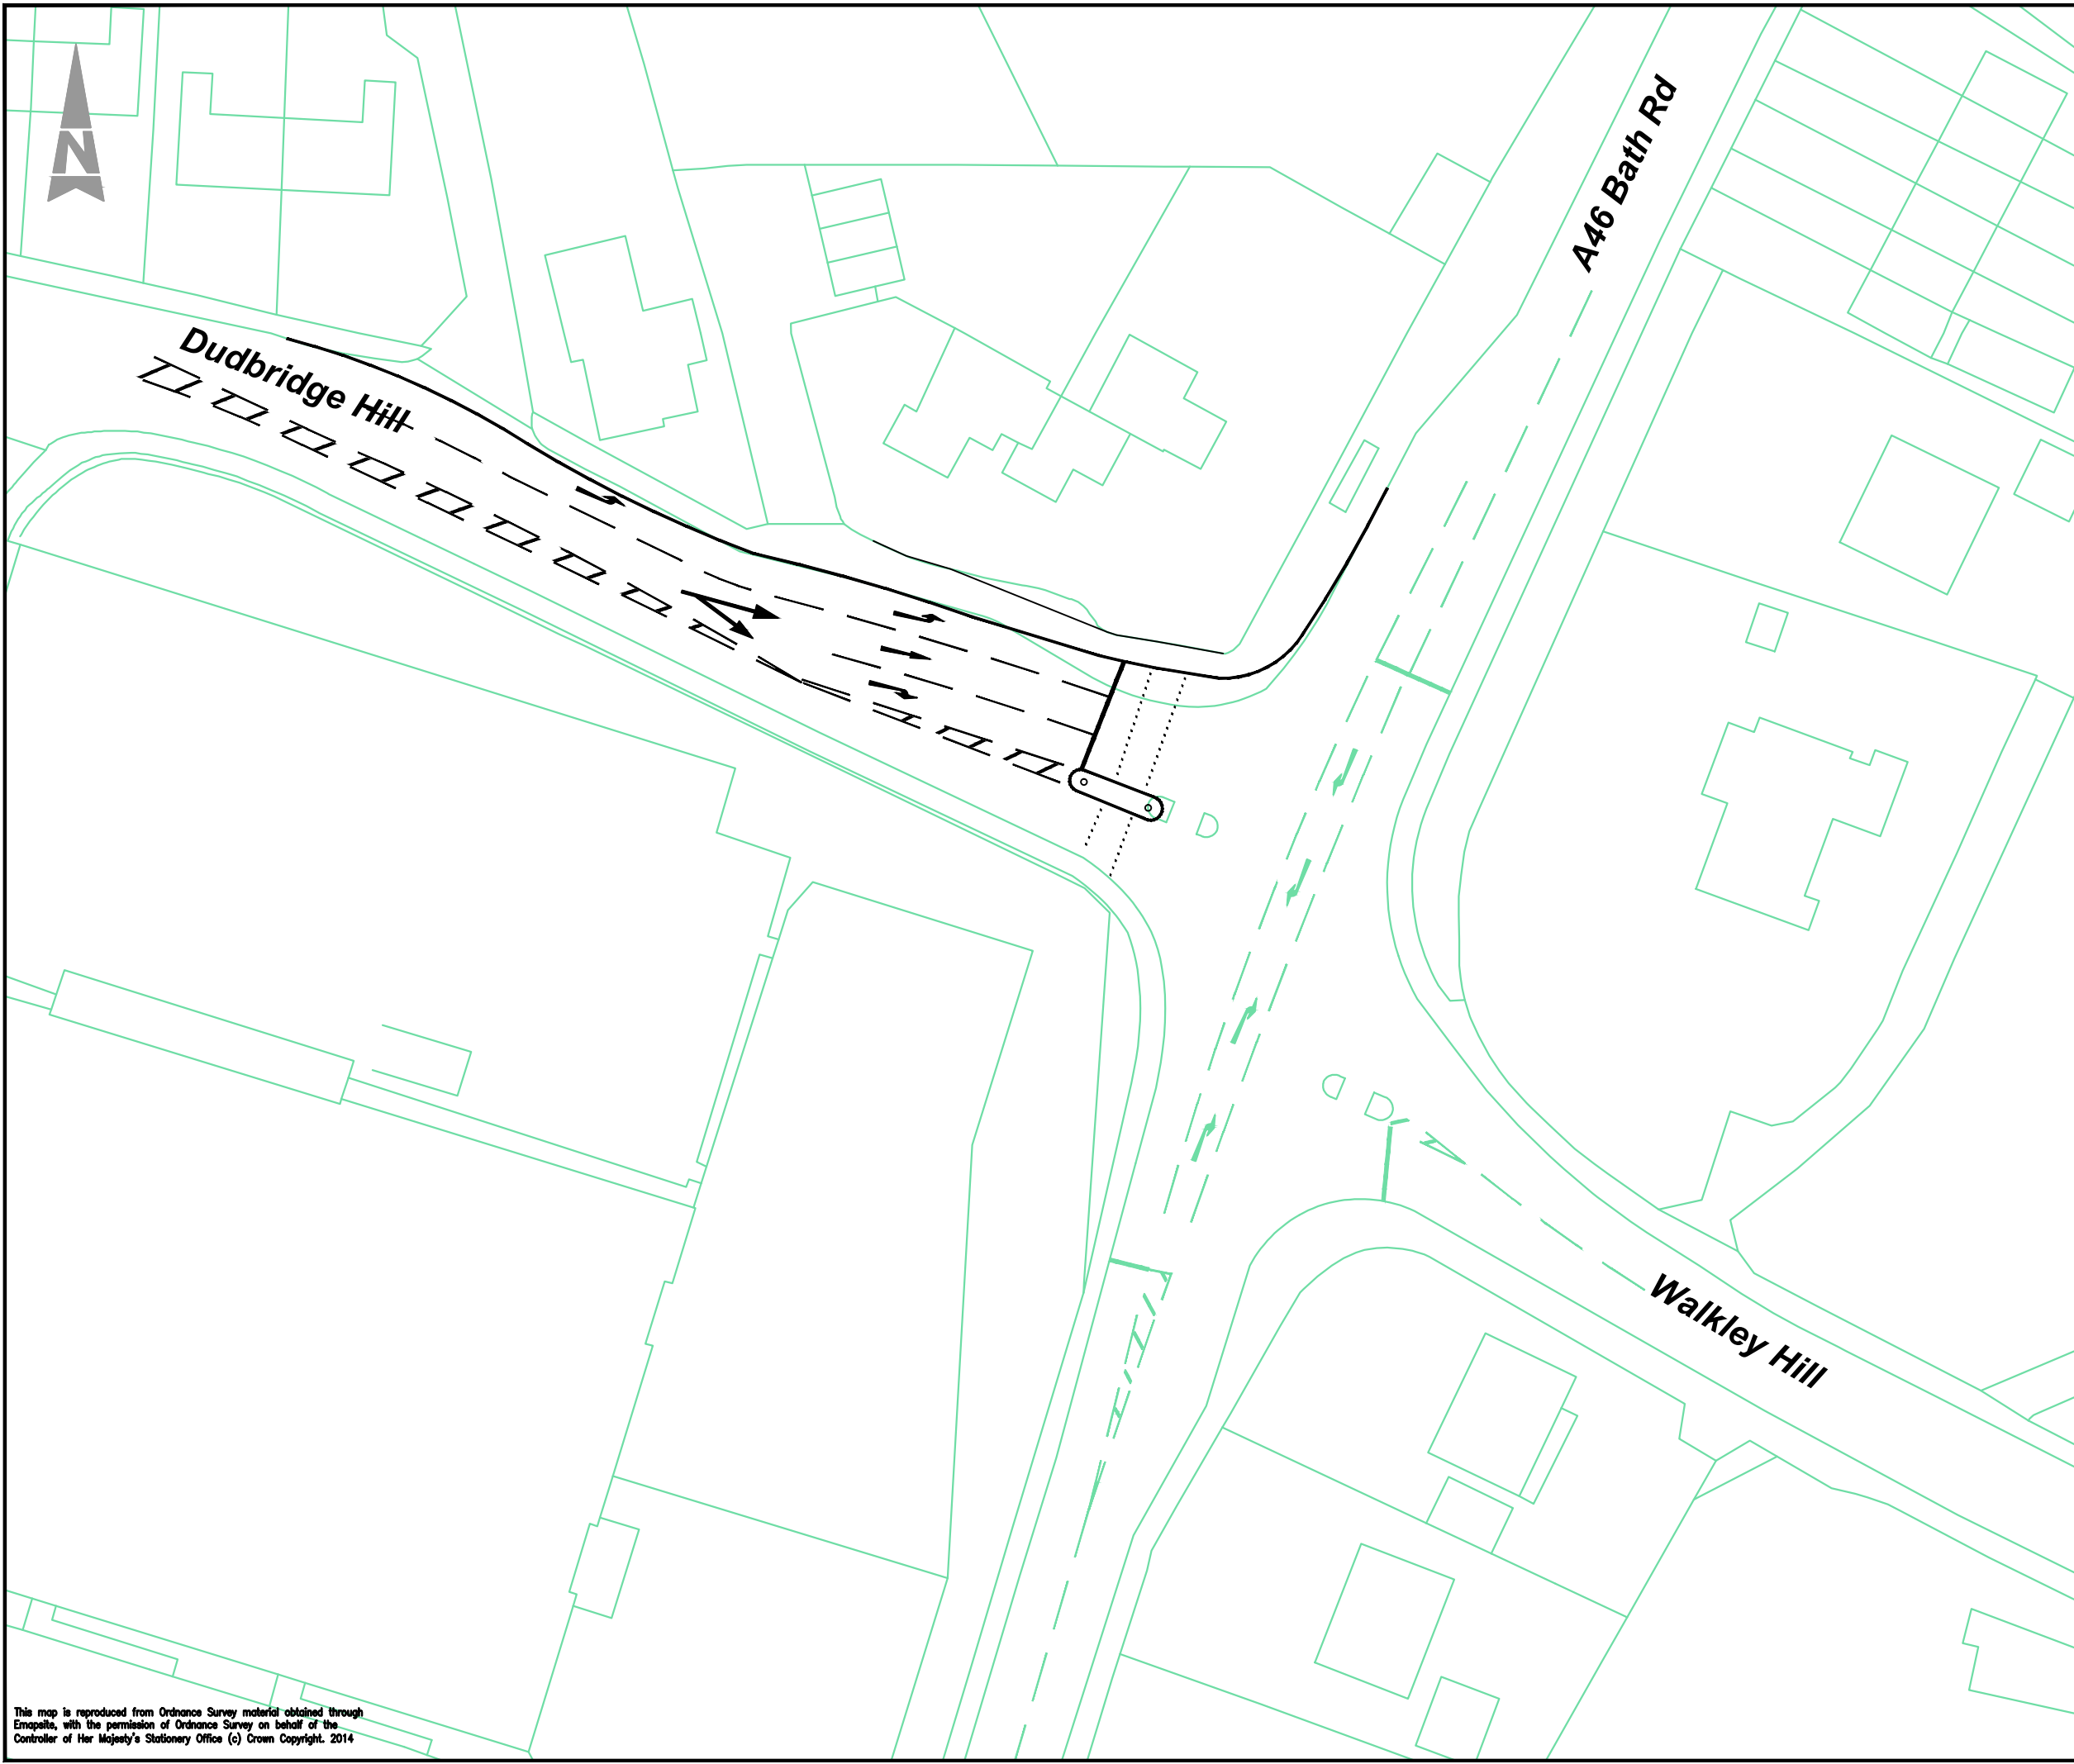 N
A46 Bath Rd
Dudbridge Hill
Walkley Hill
This map is reproduced from Ordnance Survey material obtained through
Emapsite, with the permission of Ordnance Survey on behalf of the
Controller of Her Majesty's Stationery Office (c) Crown Copyright. 2014